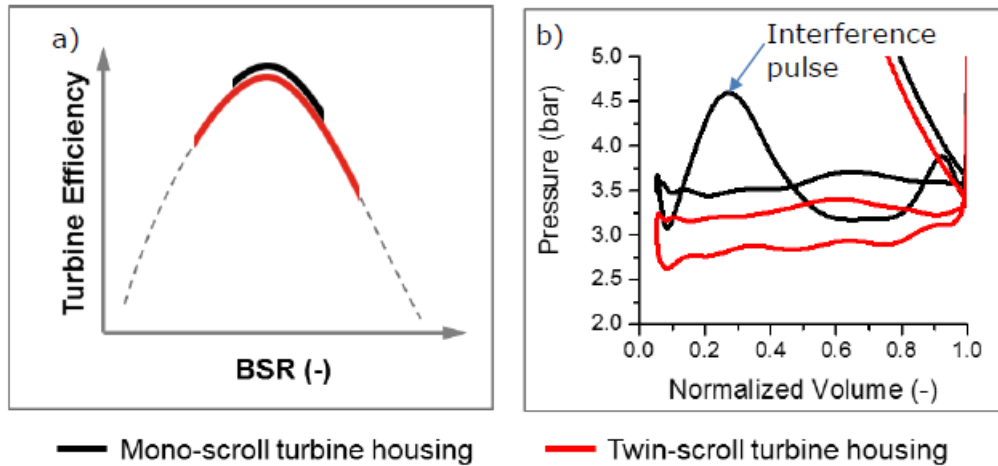 a)
Turbine Efficiency
BSR (-)
b)
Interference
pulse
Pressure (bar)
5.0
4.5
4.0
3.5
3.0
2.5
2.0
0.0 0.2 0.4 0.6 0.8 1.0
Normalized Volume (-)
Mono-scroll turbine housing
Twin-scroll turbine housing